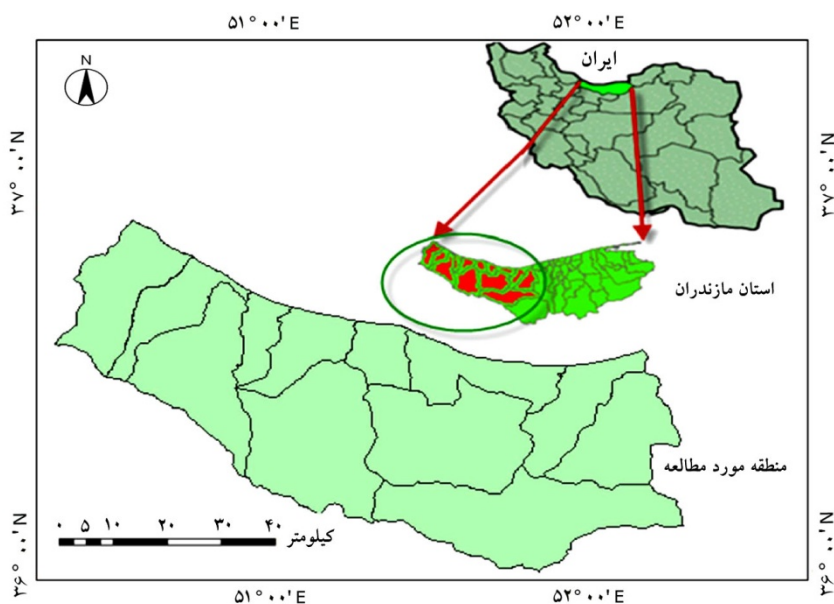 ۵۱° ۰۰′E ۵۲° ۰۰′E
N
ایران
۳۷° ۰۰′N ۳۷° ۰۰′N
استان مازندران
منطقه مورد مطالعه
۰ ۵ ۱۰ ۲۰ ۳۰ ۴۰
کیلومتر
۳۶° ۰۰′N ۳۶° ۰۰′N
۵۱° ۰۰′E ۵۲° ۰۰′E